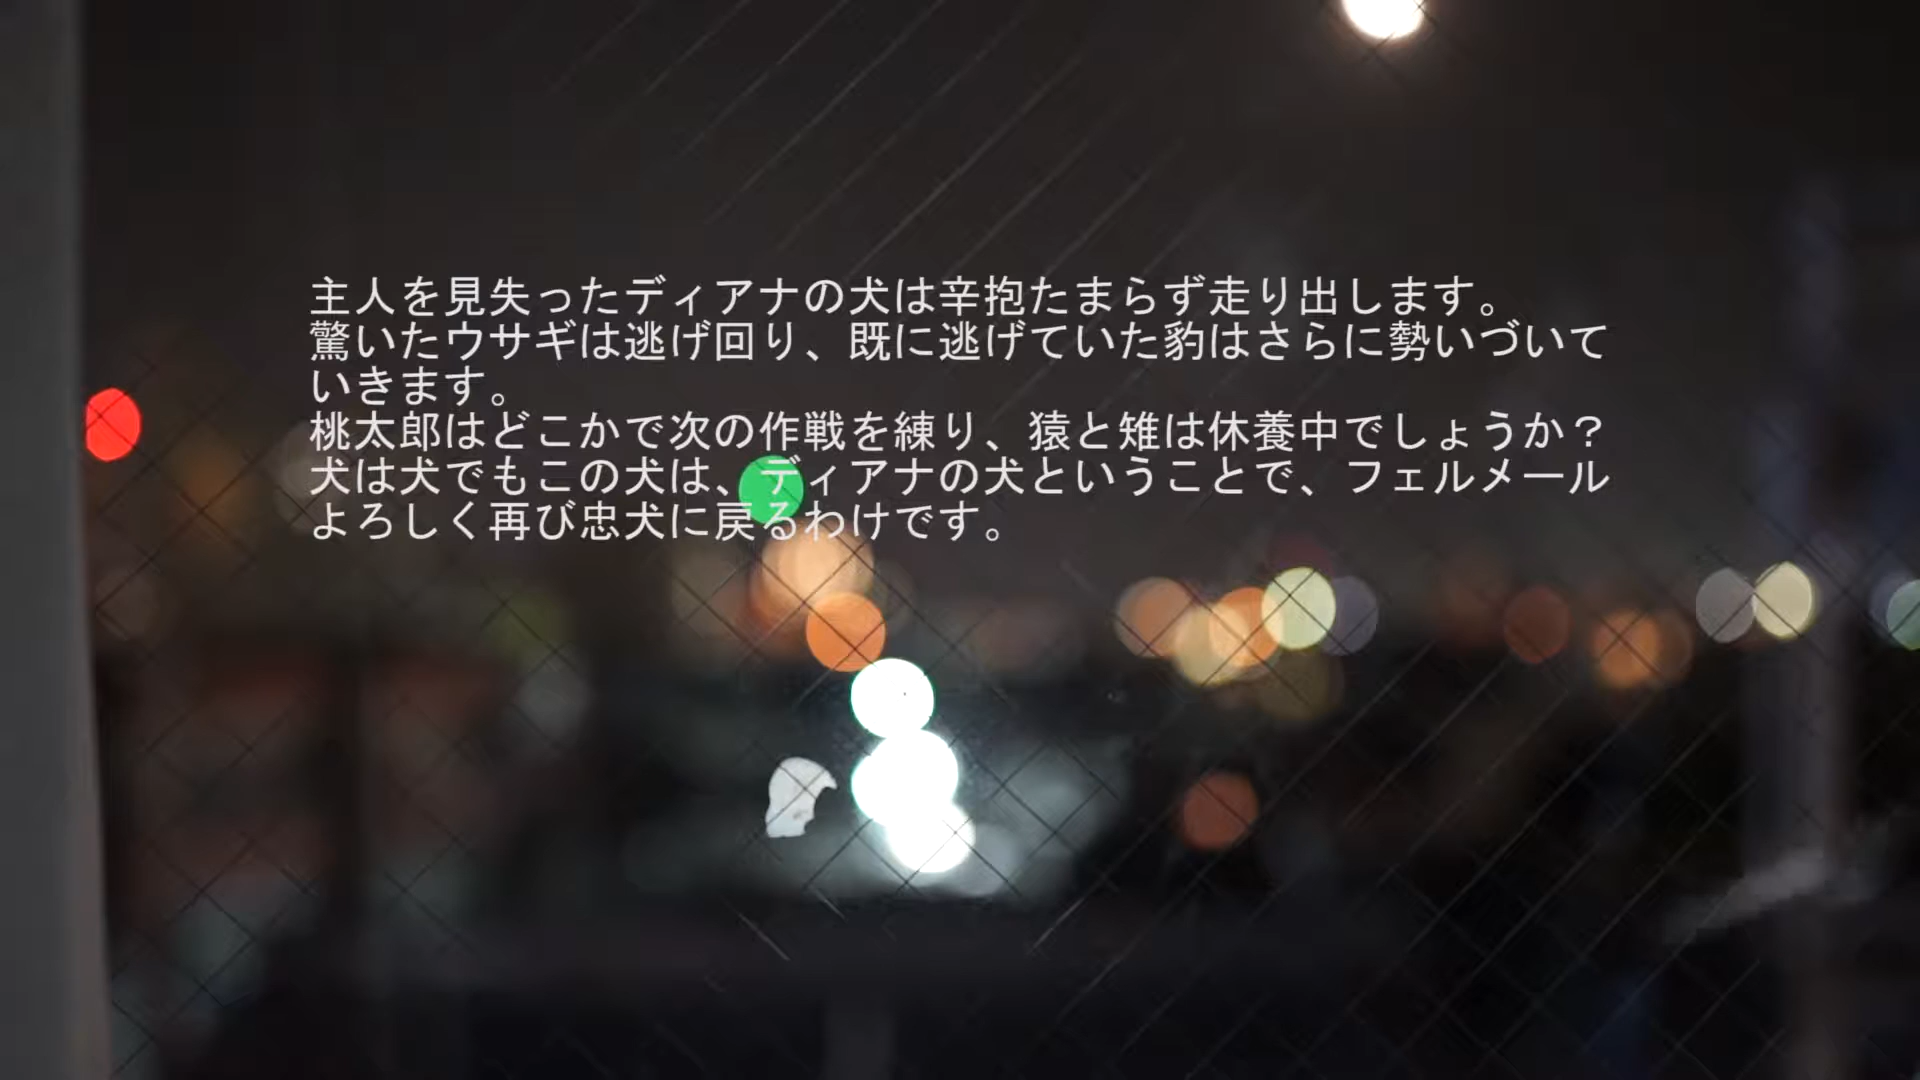 主人を見失ったディアナの犬は辛抱たまらず走り出します。
驚いたウサギは逃げ回り、既に逃げていた豹はさらに勢いづいて
いきます。
桃太郎はどこかで次の作戦を練り、猿と雉は休養中でしょうか？
犬は犬でもこの犬は、ディアナの犬ということで、フェルメール
よろしく再び忠犬に戻るわけです。